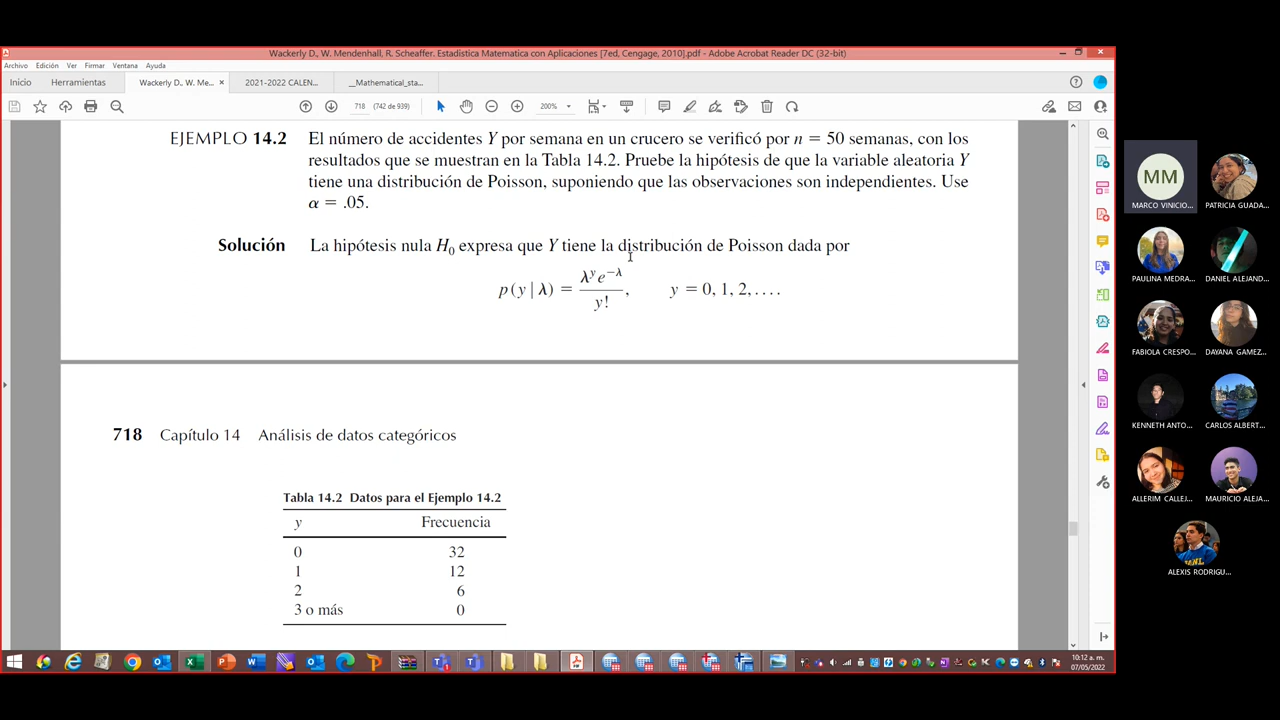 Wackerly D., W. Mendenhall, R. Scheaffer. Estadística Matematica con Aplicaciones [7ed, Cengage, 2010].pdf - Adobe Acrobat Reader DC (32-bit)
Archivo Edición Ver Firmar Ventana Ayuda
Inicio Herramientas Wackerly D., W. Me... × 2021-2022 CALEN... __Mathematical_sta...
718 (742 de 939) 200%
EJEMPLO 14.2 El número de accidentes Y por semana en un crucero se verificó por n = 50 semanas, con los
resultados que se muestran en la Tabla 14.2. Pruebe la hipótesis de que la variable aleatoria Y
tiene una distribución de Poisson, suponiendo que las observaciones son independientes. Use
α = .05.
Solución La hipótesis nula H₀ expresa que Y tiene la distribución de Poisson dada por
p(y | λ) = λ^y e^{−λ} / y!, y = 0, 1, 2, . . . .
718 Capítulo 14 Análisis de datos categóricos
Tabla 14.2 Datos para el Ejemplo 14.2
y Frecuencia
0 32
1 12
2 6
3 o más 0
MM
MARCO VINICIO... PATRICIA GUADA...
PAULINA MEDRA... DANIEL ALEJAND...
FABIOLA CRESPO... DAYANA GAMEZ...
KENNETH ANTO... CARLOS ALBERT...
ALLERIM CALLEJ... MAURICIO ALEJA...
ALEXIS RODRIGU...
10:12 a. m.
07/05/2022